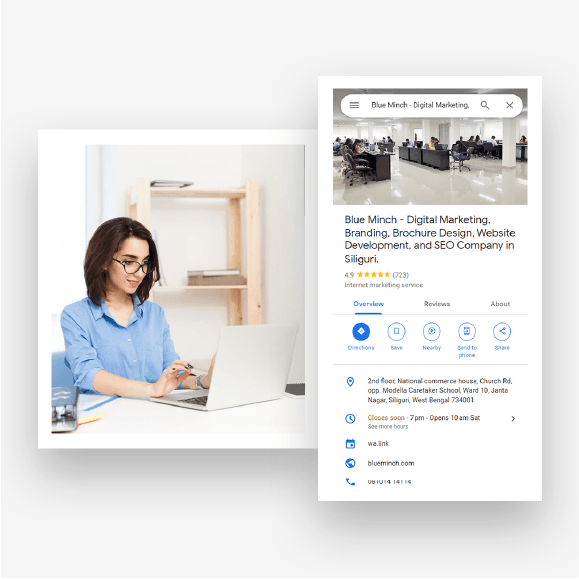 Blue Minch - Digital Marketing,
Blue Minch - Digital Marketing,
Branding, Brochure Design, Website
Development, and SEO Company in
Siliguri.
4.9 ★★★★★ (723)
Internet marketing service
Overview Reviews About
Directions Save Nearby Send to phone Share
2nd floor, National commerce house, Church Rd,
opp. Modella Caretaker School, Ward 10, Janta
Nagar, Siliguri, West Bengal 734001
Closes soon · 7 pm · Opens 10 am Sat
See more hours
wa.link
blueminch.com